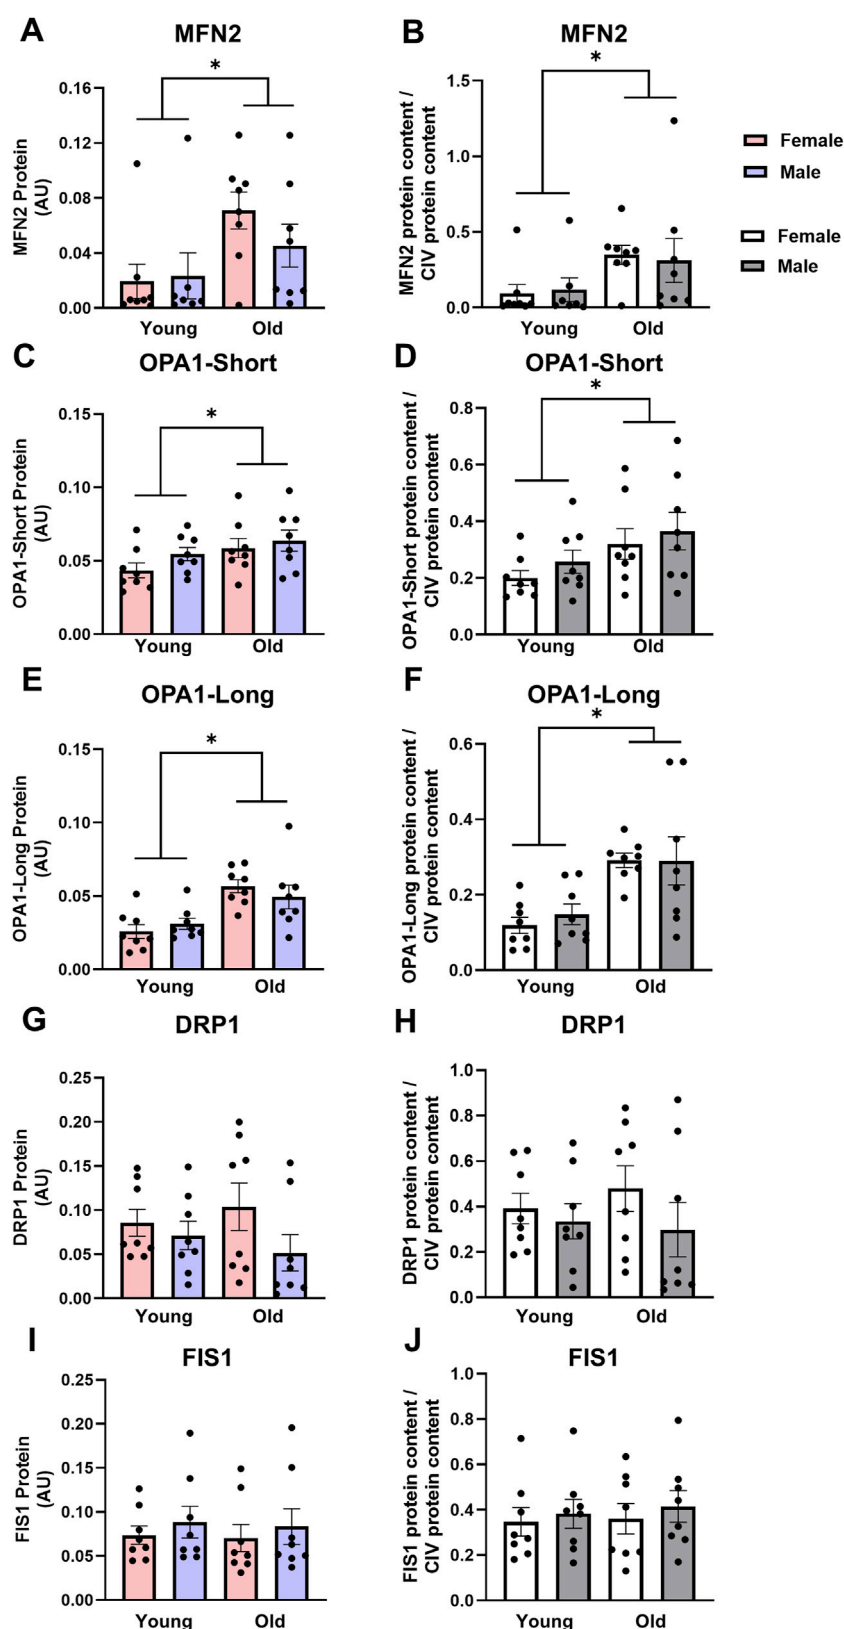 A
MFN2
MFN2 Protein
(AU)
0.16
0.12
0.08
0.04
0.00
*
Young
Old
B
MFN2
MFN2 protein content /
CIV protein content
1.5
1.0
0.5
0.0
*
Young
Old
Female
Male
Female
Male
C
OPA1-Short
OPA1-Short Protein
(AU)
0.15
0.10
0.05
0.00
*
Young
Old
D
OPA1-Short
OPA1-Short protein content /
CIV protein content
0.8
0.6
0.4
0.2
0.0
*
Young
Old
E
OPA1-Long
OPA1-Long Protein
(AU)
0.15
0.10
0.05
0.00
*
Young
Old
F
OPA1-Long
OPA1-Long protein content /
CIV protein content
0.6
0.4
0.2
0.0
*
Young
Old
G
DRP1
DRP1 Protein
(AU)
0.25
0.20
0.15
0.10
0.05
0.00
Young
Old
H
DRP1
DRP1 protein content /
CIV protein content
1.0
0.8
0.6
0.4
0.2
0.0
Young
Old
I
FIS1
FIS1 Protein
(AU)
0.25
0.20
0.15
0.10
0.05
0.00
Young
Old
J
FIS1
FIS1 protein content /
CIV protein content
1.0
0.8
0.6
0.4
0.2
0.0
Young
Old